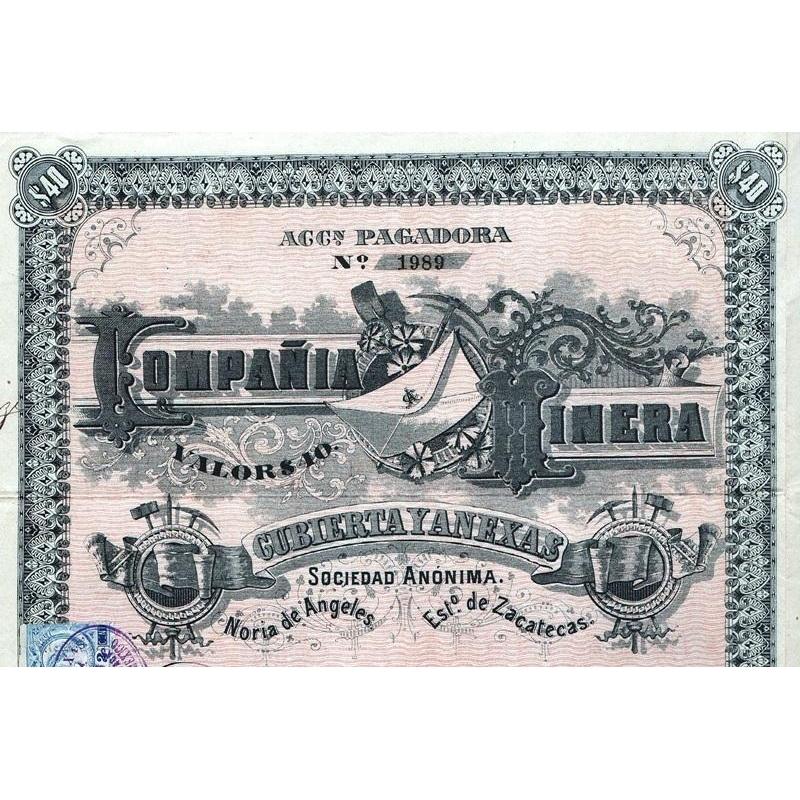 $40 $40
ACCN PAGADORA
No. 1989
COMPAÑIA MINERA
VALOR $ 40.
CUBIERTA Y ANEXAS
SOCIEDAD ANÓNIMA.
Noria de Angeles Esto. de Zacatecas.